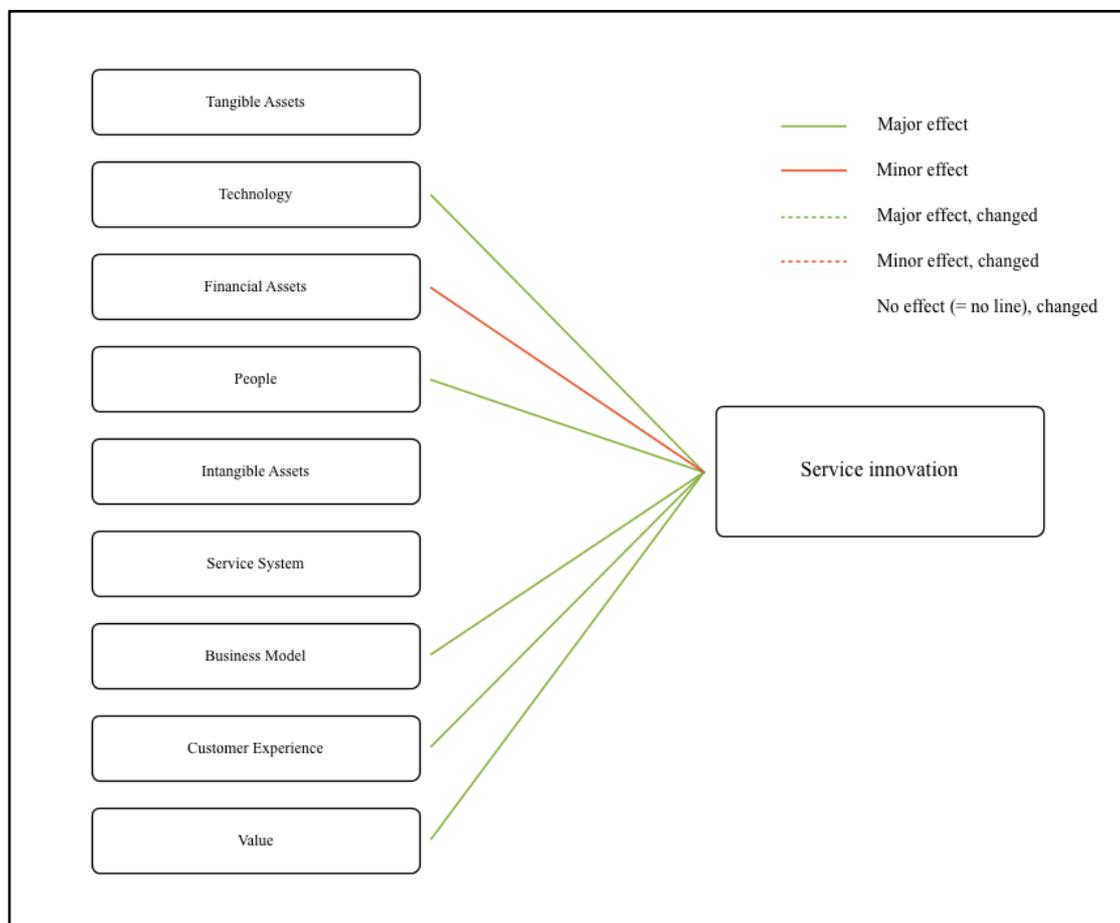 Tangible Assets
Technology
Financial Assets
People
Intangible Assets
Service System
Business Model
Customer Experience
Value
Major effect
Minor effect
Major effect, changed
Minor effect, changed
No effect (= no line), changed
Service innovation